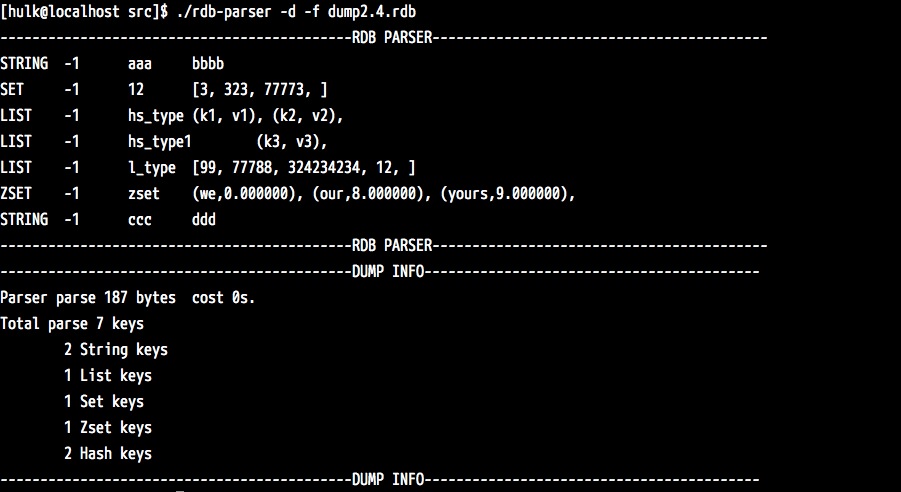 [hulk@localhost src]$ ./rdb-parser -d -f dump2.4.rdb
--------------------------------------------RDB PARSER------------------------------------------
STRING  -1      aaa     bbbb
SET     -1      12      [3, 323, 77773, ]
LIST    -1      hs_type (k1, v1), (k2, v2),
LIST    -1      hs_type1        (k3, v3),
LIST    -1      l_type  [99, 77788, 324234234, 12, ]
ZSET    -1      zset    (we,0.000000), (our,8.000000), (yours,9.000000),
STRING  -1      ccc     ddd
--------------------------------------------RDB PARSER------------------------------------------
--------------------------------------------DUMP INFO------------------------------------------
Parser parse 187 bytes  cost 0s.
Total parse 7 keys
        2 String keys
        1 List keys
        1 Set keys
        1 Zset keys
        2 Hash keys
--------------------------------------------DUMP INFO------------------------------------------